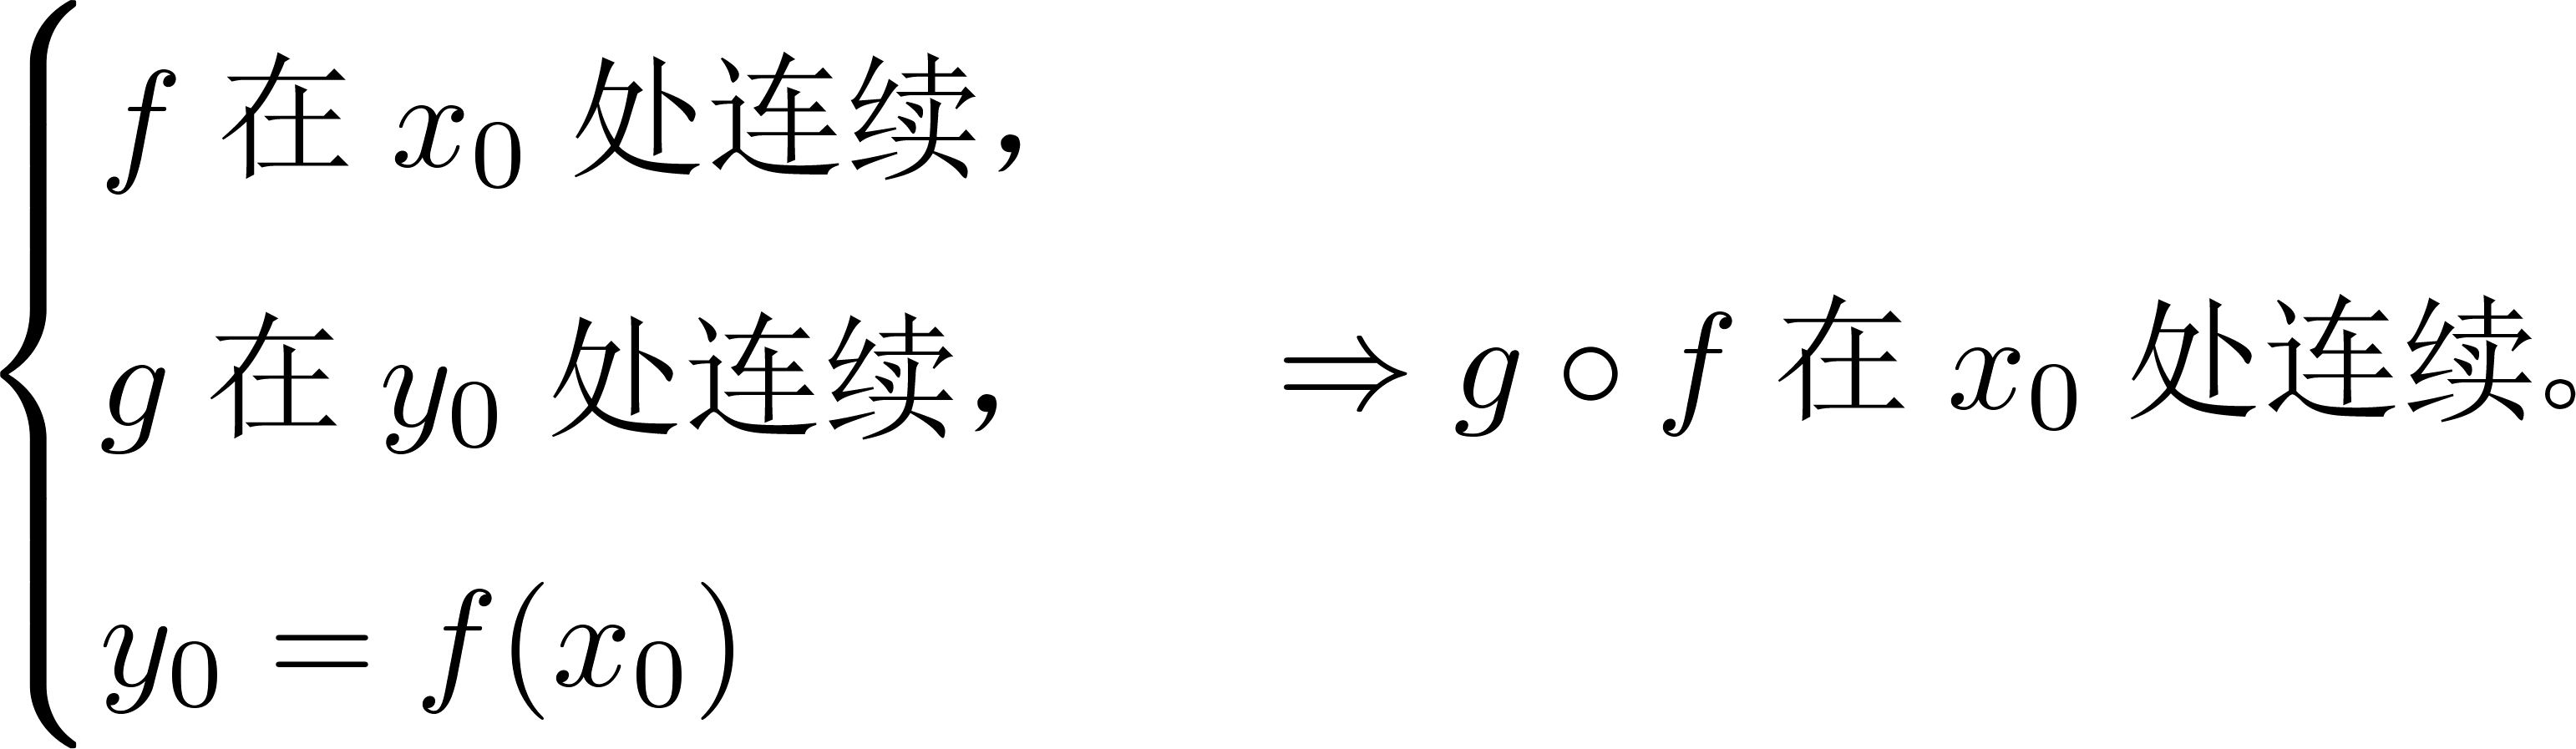 f 在 x₀ 处连续，
g 在 y₀ 处连续， ⇒ g ∘ f 在 x₀ 处连续。
y₀ = f(x₀)